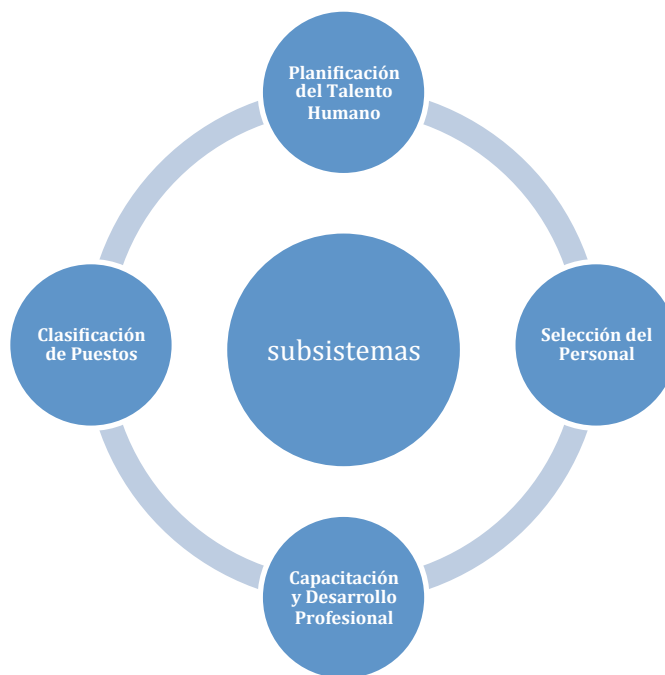 Planificación
del Talento
Humano
Clasificación
de Puestos
subsistemas
Selección del
Personal
Capacitación
y Desarrollo
Profesional